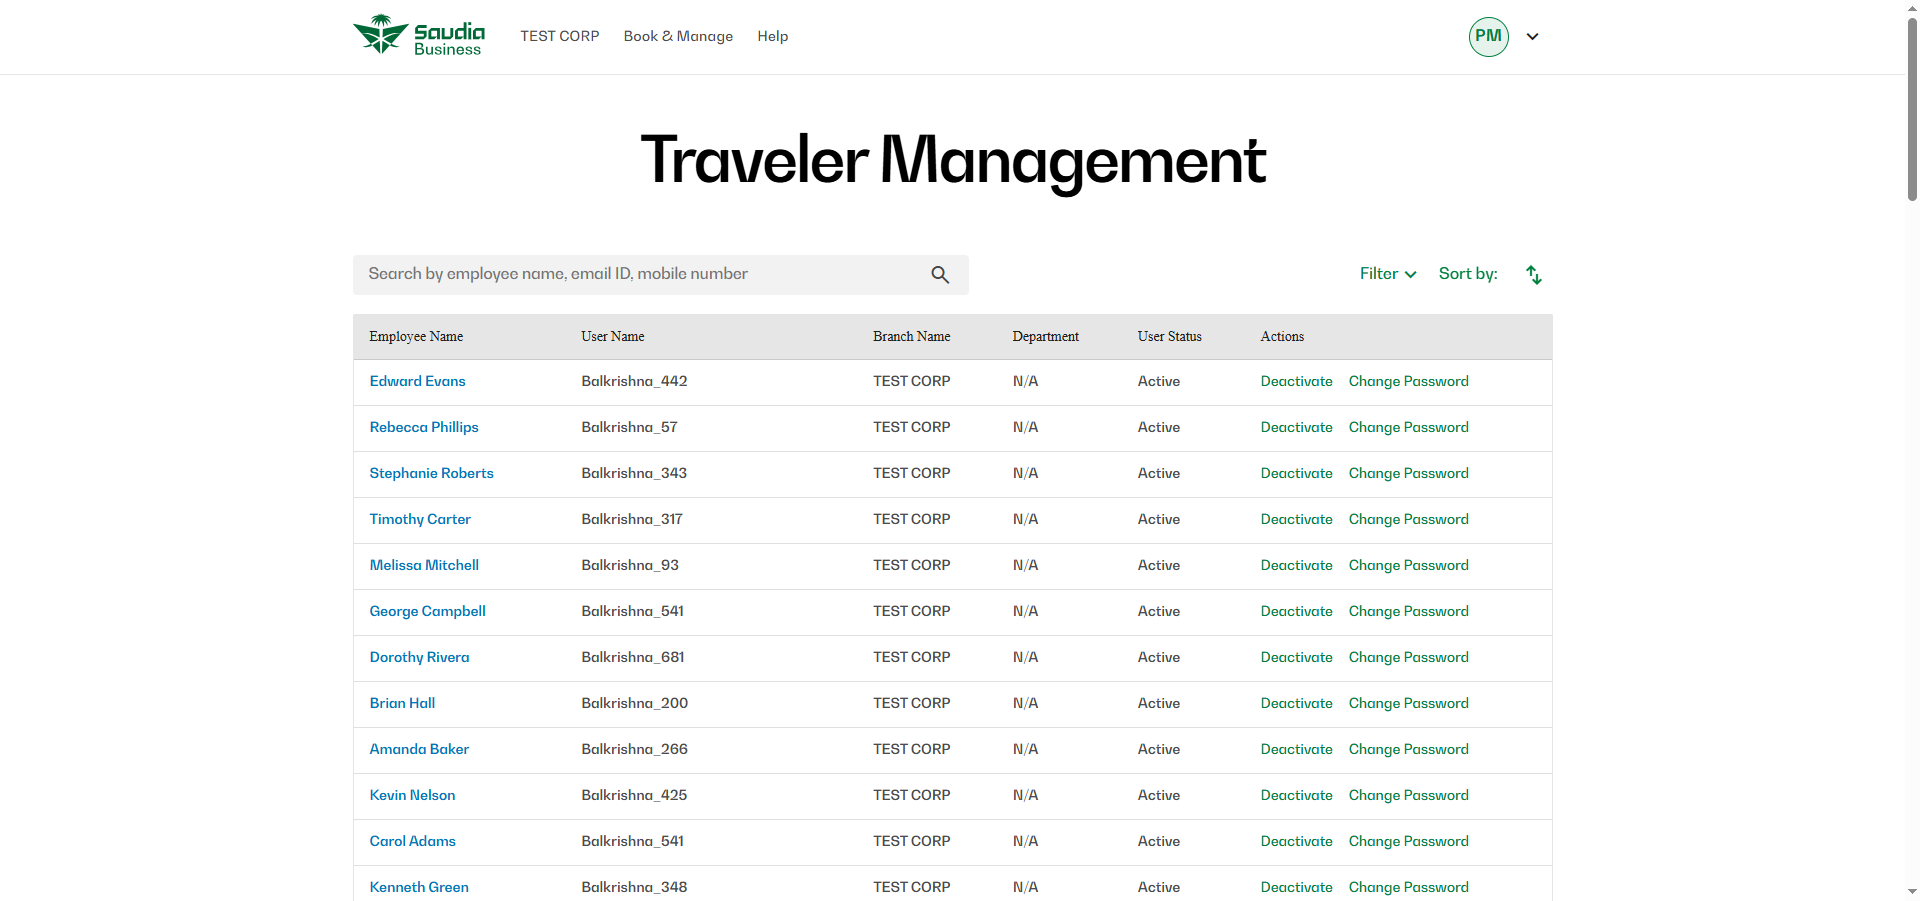 Saudia
Business
TEST CORP Book & Manage Help
PM
Traveler Management
Search by employee name, email ID, mobile number
Filter Sort by:
Employee Name User Name Branch Name Department User Status Actions
Edward Evans Balkrishna_442 TEST CORP N/A Active Deactivate Change Password
Rebecca Phillips Balkrishna_57 TEST CORP N/A Active Deactivate Change Password
Stephanie Roberts Balkrishna_343 TEST CORP N/A Active Deactivate Change Password
Timothy Carter Balkrishna_317 TEST CORP N/A Active Deactivate Change Password
Melissa Mitchell Balkrishna_93 TEST CORP N/A Active Deactivate Change Password
George Campbell Balkrishna_541 TEST CORP N/A Active Deactivate Change Password
Dorothy Rivera Balkrishna_681 TEST CORP N/A Active Deactivate Change Password
Brian Hall Balkrishna_200 TEST CORP N/A Active Deactivate Change Password
Amanda Baker Balkrishna_266 TEST CORP N/A Active Deactivate Change Password
Kevin Nelson Balkrishna_425 TEST CORP N/A Active Deactivate Change Password
Carol Adams Balkrishna_541 TEST CORP N/A Active Deactivate Change Password
Kenneth Green Balkrishna_348 TEST CORP N/A Active Deactivate Change Password